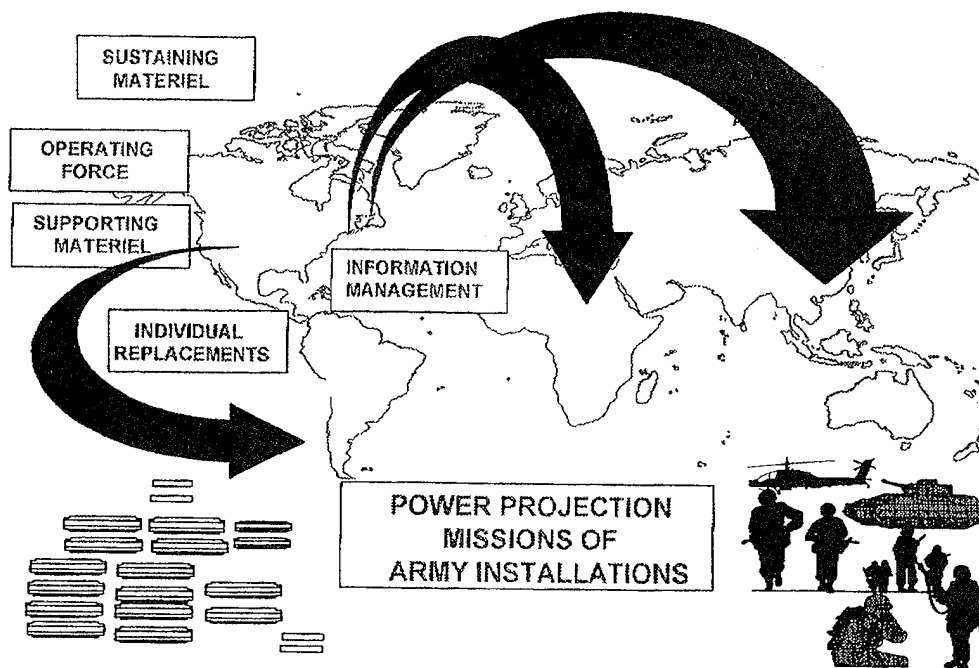 SUSTAINING
MATERIEL
OPERATING
FORCE
SUPPORTING
MATERIEL
INFORMATION
MANAGEMENT
INDIVIDUAL
REPLACEMENTS
POWER PROJECTION
MISSIONS OF
ARMY INSTALLATIONS